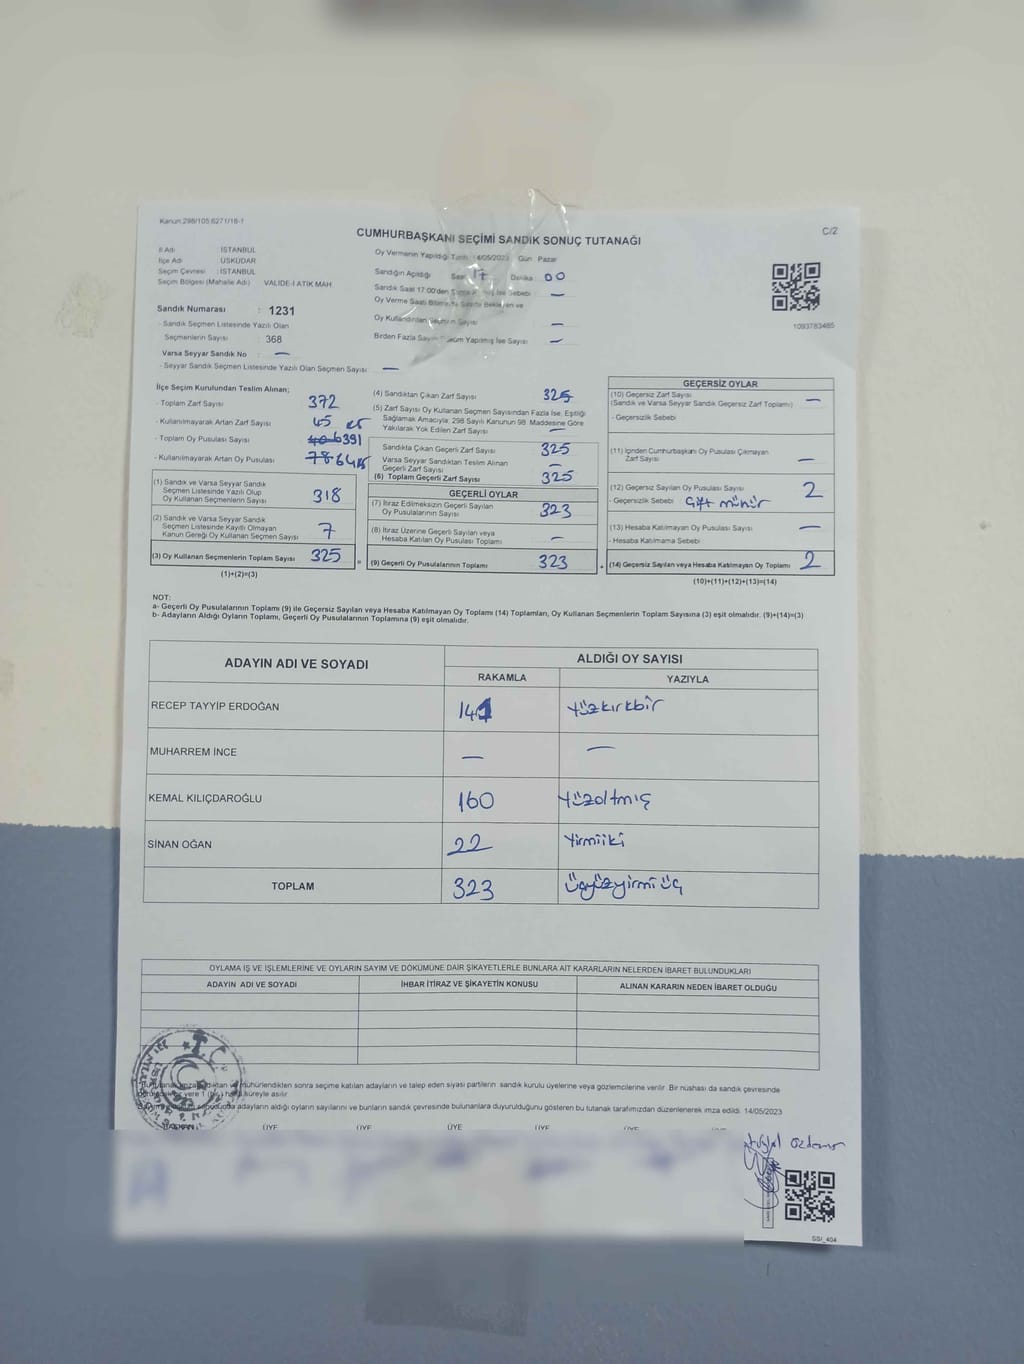 Kanun:298/105,6271/16-1
C/2
CUMHURBAŞKANI SEÇİMİ SANDIK SONUÇ TUTANAĞI
İl Adı : İSTANBUL
İlçe Adı : ÜSKÜDAR
Seçim Çevresi : İSTANBUL
Seçim Bölgesi (Mahalle Adı) VALİDE-İ ATİK MAH
Sandık Numarası : 1231
- Sandık Seçmen Listesinde Yazılı Olan
Seçmenlerin Sayısı : 368
Varsa Seyyar Sandık No : —
- Seyyar Sandık Seçmen Listesinde Yazılı Olan Seçmen Sayısı —
Oy Vermenin Yapıldığı Tarih 14/05/2023 Gün Pazar
Sandığın Açıldığı Saat 17 Dakika 00
Sandık Saat 17:00'den Sonra Açılmış İse Sebebi —
Oy Verme Saati Bitiminde Sırada Bekleyen ve
Oy Kullandırılan Seçmen Sayısı —
Birden Fazla Sayım Döküm Yapılmış İse Sayısı —
1093783485
İlçe Seçim Kurulundan Teslim Alınan;
- Toplam Zarf Sayısı 372
- Kullanılmayarak Artan Zarf Sayısı 45
- Toplam Oy Pusulası Sayısı 406 391
- Kullanılmayarak Artan Oy Pusulası 78 64
(1) Sandık ve Varsa Seyyar Sandık
Seçmen Listesinde Yazılı Olup
Oy Kullanan Seçmenlerin Sayısı 318
(2) Sandık ve Varsa Seyyar Sandık
Seçmen Listesinde Kayıtlı Olmayan
Kanun Gereği Oy Kullanan Seçmen Sayısı 7
(3) Oy Kullanan Seçmenlerin Toplam Sayısı 325
(1)+(2)=(3)
(4) Sandıktan Çıkan Zarf Sayısı 325
(5) Zarf Sayısı Oy Kullanan Seçmen Sayısından Fazla İse, Eşitliği
Sağlamak Amacıyla; 298 Sayılı Kanunun 98. Maddesine Göre
Yakılarak Yok Edilen Zarf Sayısı —
Sandıkta Çıkan Geçerli Zarf Sayısı 325
Varsa Seyyar Sandıktan Teslim Alınan
Geçerli Zarf Sayısı —
(6) Toplam Geçerli Zarf Sayısı 325
GEÇERLİ OYLAR
(7) İtiraz Edilmeksizin Geçerli Sayılan
Oy Pusulalarının Sayısı 323
(8) İtiraz Üzerine Geçerli Sayılan veya
Hesaba Katılan Oy Pusulası Toplamı —
= (9) Geçerli Oy Pusulalarının Toplamı 323
GEÇERSİZ OYLAR
(10) Geçersiz Zarf Sayısı
(Sandık ve Varsa Seyyar Sandık Geçersiz Zarf Toplamı) —
- Geçersizlik Sebebi
(11) İçinden Cumhurbaşkanı Oy Pusulası Çıkmayan
Zarf Sayısı —
(12) Geçersiz Sayılan Oy Pusulası Sayısı 2
- Geçersizlik Sebebi Çift mühür
(13) Hesaba Katılmayan Oy Pusulası Sayısı —
- Hesaba Katılmama Sebebi
+ (14) Geçersiz Sayılan veya Hesaba Katılmayan Oy Toplamı 2
(10)+(11)+(12)+(13)=(14)
NOT:
a- Geçerli Oy Pusulalarının Toplamı (9) ile Geçersiz Sayılan veya Hesaba Katılmayan Oy Toplamı (14) Toplamları, Oy Kullanan Seçmenlerin Toplam Sayısına (3) eşit olmalıdır. (9)+(14)=(3)
b- Adayların Aldığı Oyların Toplamı, Geçerli Oy Pusulalarının Toplamına (9) eşit olmalıdır.
ADAYIN ADI VE SOYADI ALDIĞI OY SAYISI
RAKAMLA YAZIYLA
RECEP TAYYİP ERDOĞAN 141 Yüzkırkbir
MUHARREM İNCE — —
KEMAL KILIÇDAROĞLU 160 Yüzaltmış
SİNAN OĞAN 22 Yirmiiki
TOPLAM 323 Üçyüzyirmiüç
OYLAMA İŞ VE İŞLEMLERİNE VE OYLARIN SAYIM VE DÖKÜMÜNE DAİR ŞİKAYETLERLE BUNLARA AİT KARARLARIN NELERDEN İBARET BULUNDUKLARI
ADAYIN ADI VE SOYADI İHBAR İTİRAZ VE ŞİKAYETİN KONUSU ALINAN KARARIN NEDEN İBARET OLDUĞU
mühürlendikten sonra seçime katılan adayların ve talep eden siyasi partilerin sandık kurulu üyelerine veya gözlemcilerine verilir. Bir nüshası da sandık çevresinde
yere 1 (bir) hafta süreyle asılır.
adayların aldığı oyların sayılarını ve bunların sandık çevresinde bulunanlara duyurulduğunu gösteren bu tutanak tarafımızdan düzenlenerek imza edildi. 14/05/2023
BAŞKAN ÜYE ÜYE ÜYE ÜYE ÜYE
T.C.
Özdemir
SSI_404